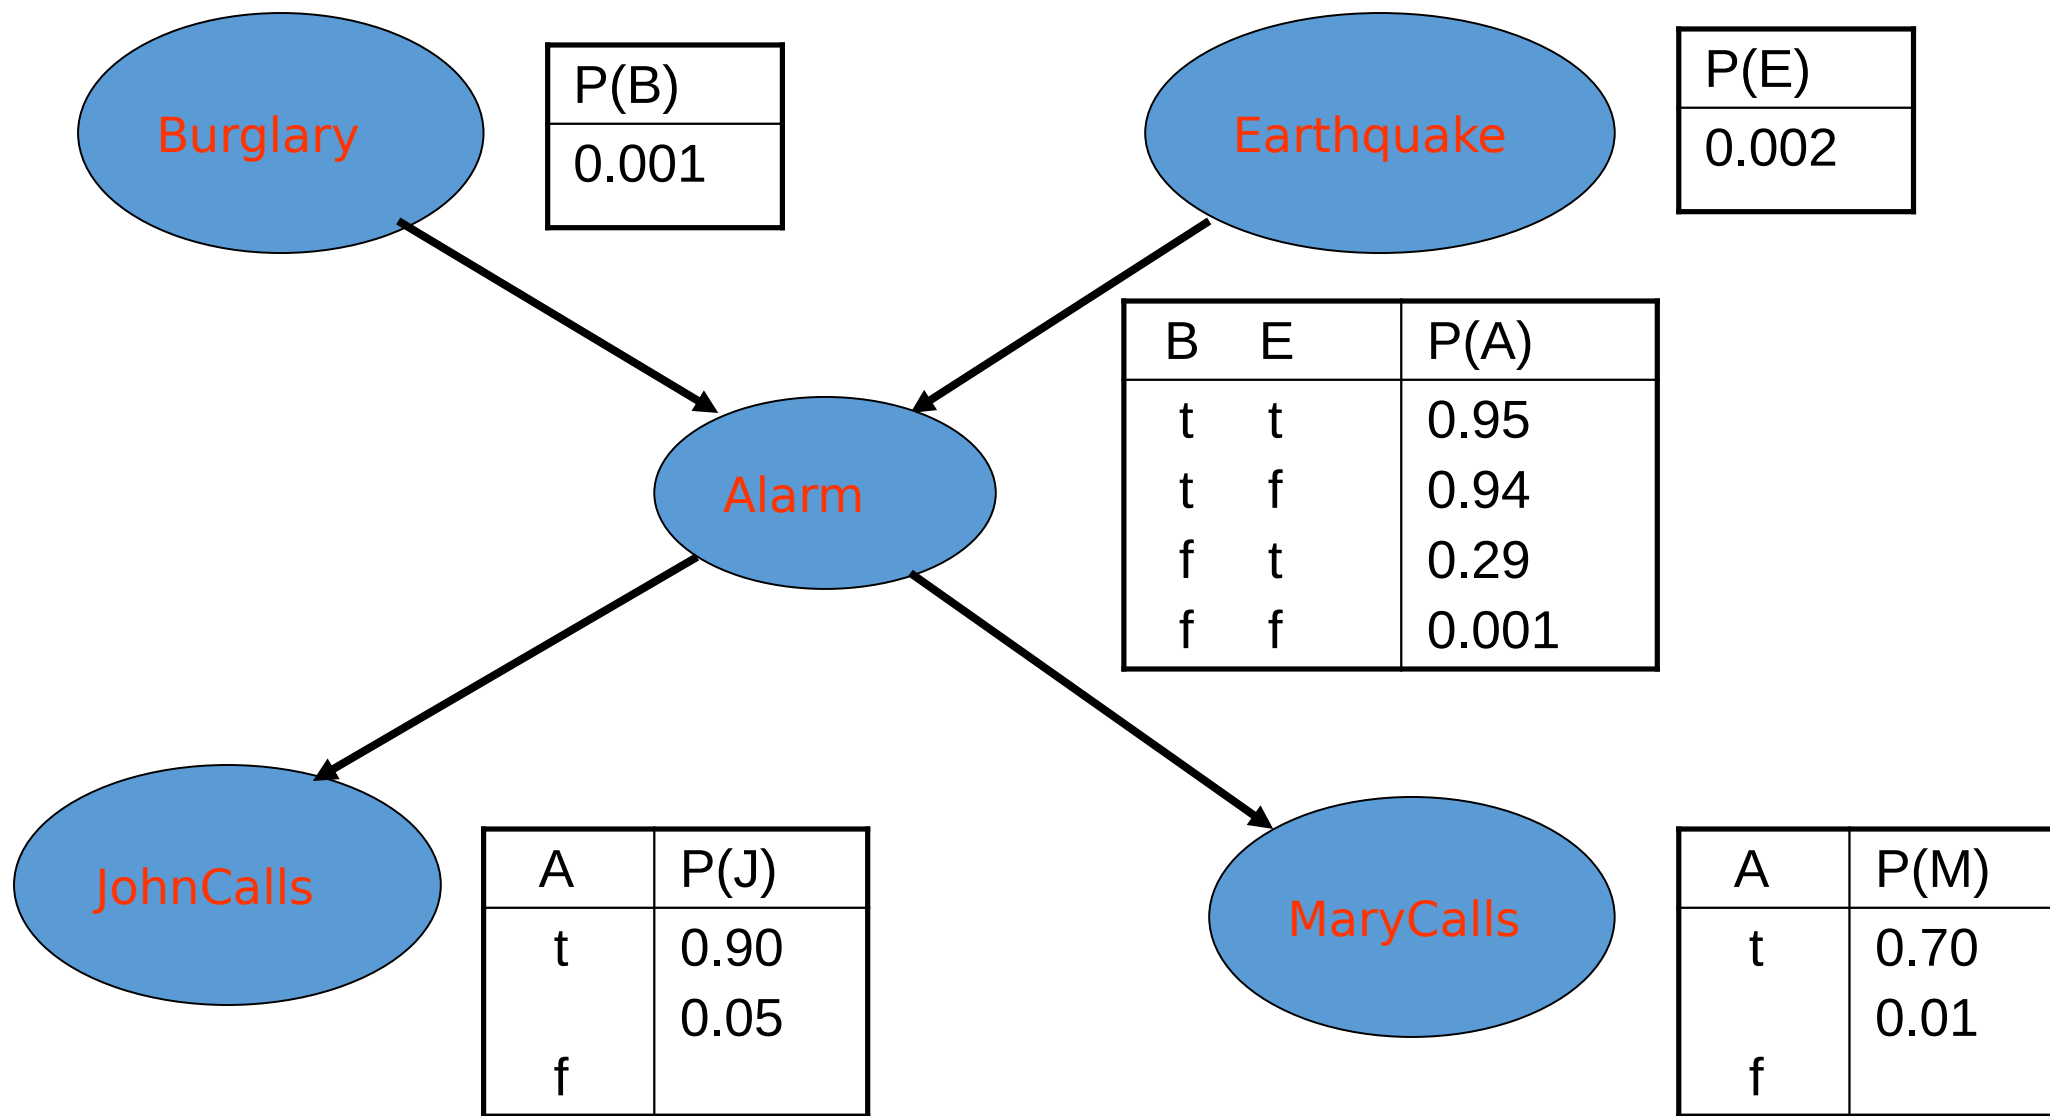 Burglary
P(B)
0.001
Earthquake
P(E)
0.002
B E P(A)
t t 0.95
t f 0.94
f t 0.29
f f 0.001
Alarm
JohnCalls
A P(J)
t 0.90
0.05
f
MaryCalls
A P(M)
t 0.70
0.01
f